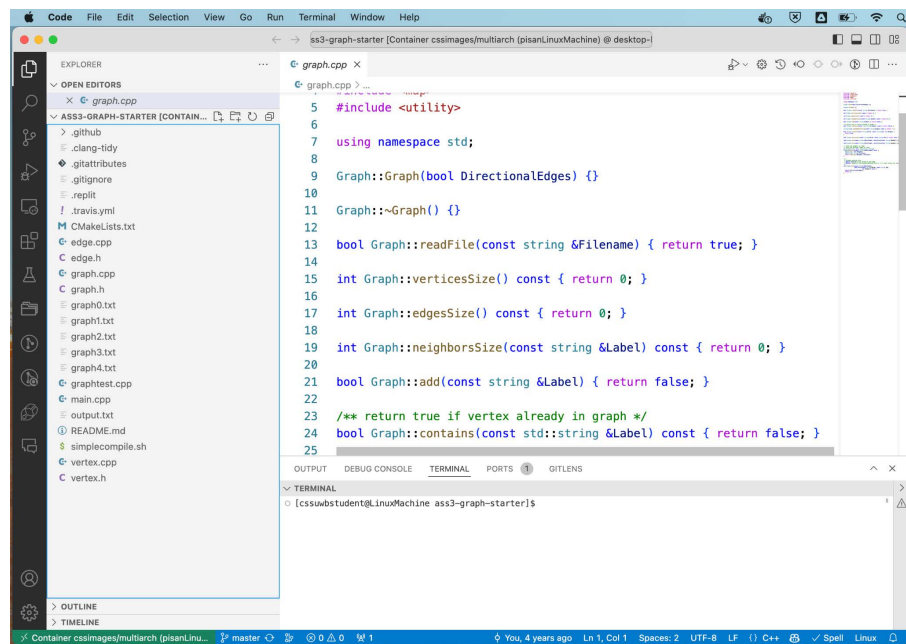 Code File Edit Selection View Go Run Terminal Window Help
ss3-graph-starter [Container cssimages/multiarch (pisanLinuxMachine) @ desktop-l
EXPLORER
OPEN EDITORS
graph.cpp
ASS3-GRAPH-STARTER [CONTAIN...
.github
.clang-tidy
.gitattributes
.gitignore
.replit
.travis.yml
CMakeLists.txt
edge.cpp
edge.h
graph.cpp
graph.h
graph0.txt
graph1.txt
graph2.txt
graph3.txt
graph4.txt
graphtest.cpp
main.cpp
output.txt
README.md
simplecompile.sh
vertex.cpp
vertex.h
OUTLINE
TIMELINE
graph.cpp
graph.cpp > ...
5 #include <utility>
6
7 using namespace std;
8
9 Graph::Graph(bool DirectionalEdges) {}
10
11 Graph::~Graph() {}
12
13 bool Graph::readFile(const string &Filename) { return true; }
14
15 int Graph::verticesSize() const { return 0; }
16
17 int Graph::edgesSize() const { return 0; }
18
19 int Graph::neighborsSize(const string &Label) const { return 0; }
20
21 bool Graph::add(const string &Label) { return false; }
22
23 /** return true if vertex already in graph */
24 bool Graph::contains(const std::string &Label) const { return false; }
25
OUTPUT DEBUG CONSOLE TERMINAL PORTS 1 GITLENS
TERMINAL
[cssuwbstudent@LinuxMachine ass3-graph-starter]$
Container cssimages/multiarch (pisanLinu... master 0 0 1 You, 4 years ago Ln 1, Col 1 Spaces: 2 UTF-8 LF {} C++ Spell Linux